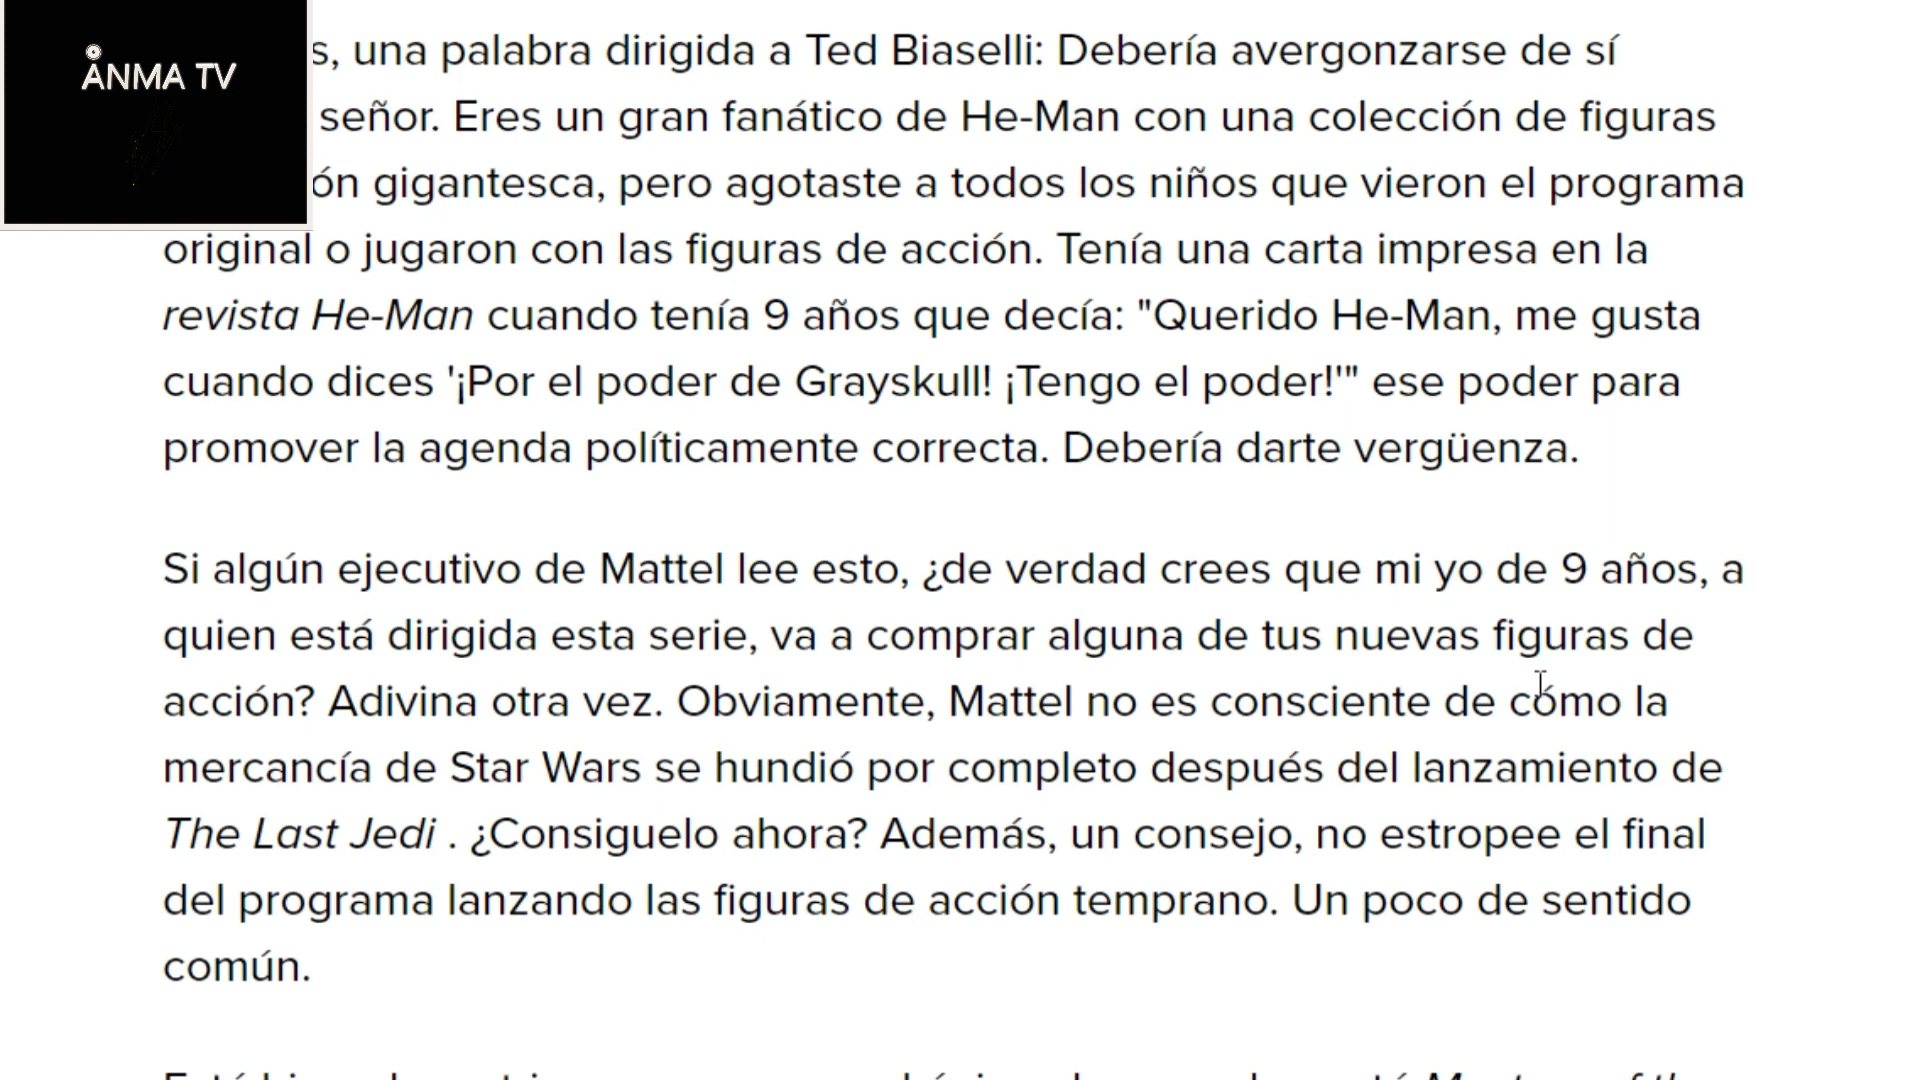 ANMA TV
s, una palabra dirigida a Ted Biaselli: Debería avergonzarse de sí
señor. Eres un gran fanático de He-Man con una colección de figuras
ón gigantesca, pero agotaste a todos los niños que vieron el programa
original o jugaron con las figuras de acción. Tenía una carta impresa en la
revista He-Man cuando tenía 9 años que decía: "Querido He-Man, me gusta
cuando dices '¡Por el poder de Grayskull! ¡Tengo el poder!'" ese poder para
promover la agenda políticamente correcta. Debería darte vergüenza.
Si algún ejecutivo de Mattel lee esto, ¿de verdad crees que mi yo de 9 años, a
quien está dirigida esta serie, va a comprar alguna de tus nuevas figuras de
acción? Adivina otra vez. Obviamente, Mattel no es consciente de cómo la
mercancía de Star Wars se hundió por completo después del lanzamiento de
The Last Jedi . ¿Consiguelo ahora? Además, un consejo, no estropee el final
del programa lanzando las figuras de acción temprano. Un poco de sentido
común.